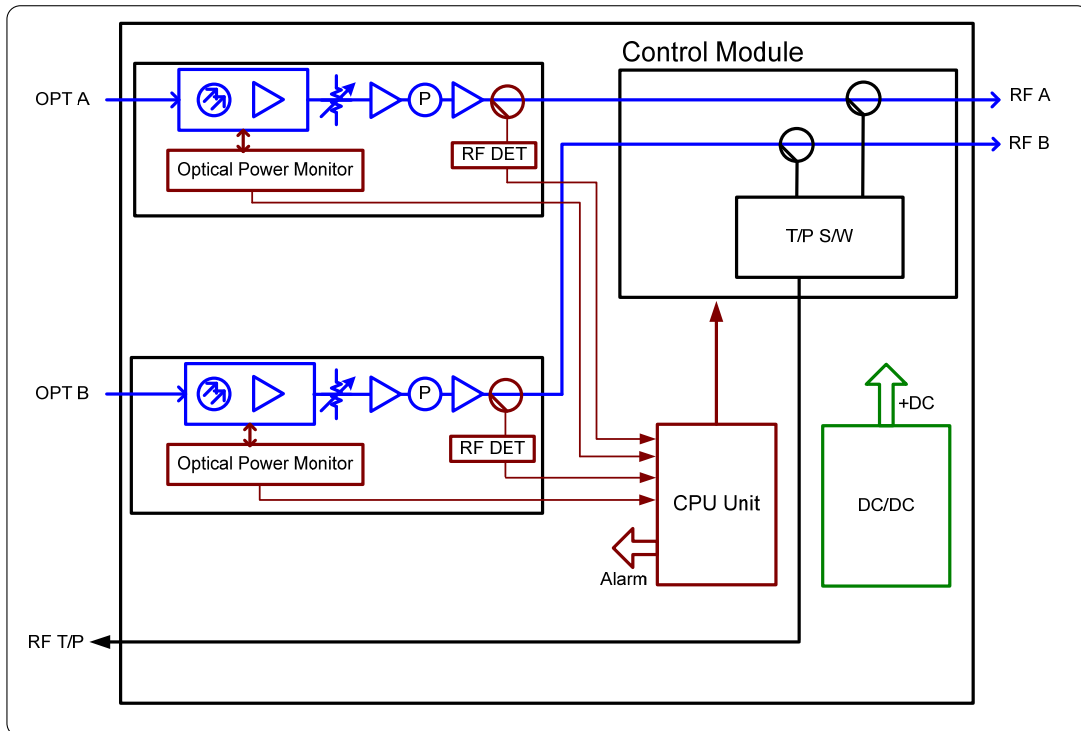 Control Module
OPT A
P
RF A
RF DET
RF B
Optical Power Monitor
T/P S/W
OPT B
P
+DC
RF DET
Optical Power Monitor
CPU Unit
DC/DC
Alarm
RF T/P